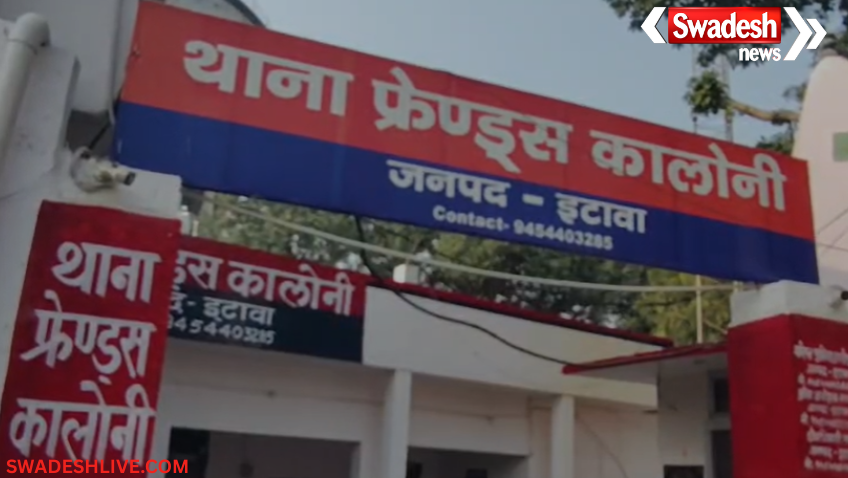 Swadesh
news
थाना फ्रेण्ड्स कालोनी
जनपद - इटावा
Contact- 9454403285
थाना
फ्रेण्ड्स
कालोनी
ड्स कालोनी
इटावा
9454403285
SWADESHLIVE.COM